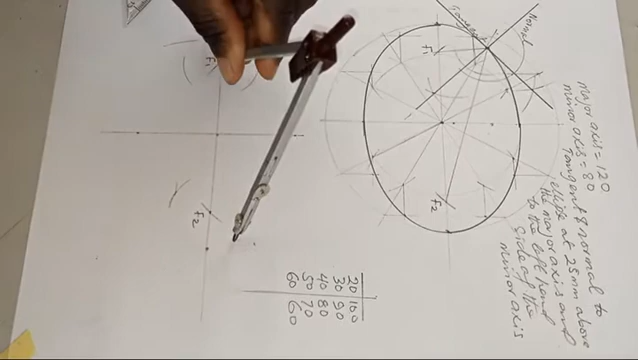 major axis = 120
minor axis = 80
Tangent & normal to
ellipse at 25mm above
the major axis and
to the left hand
side of the
minor axis
Tangent
Normal
F1
F2
F1
F2
20 100
30 90
40 80
50 70
60 60